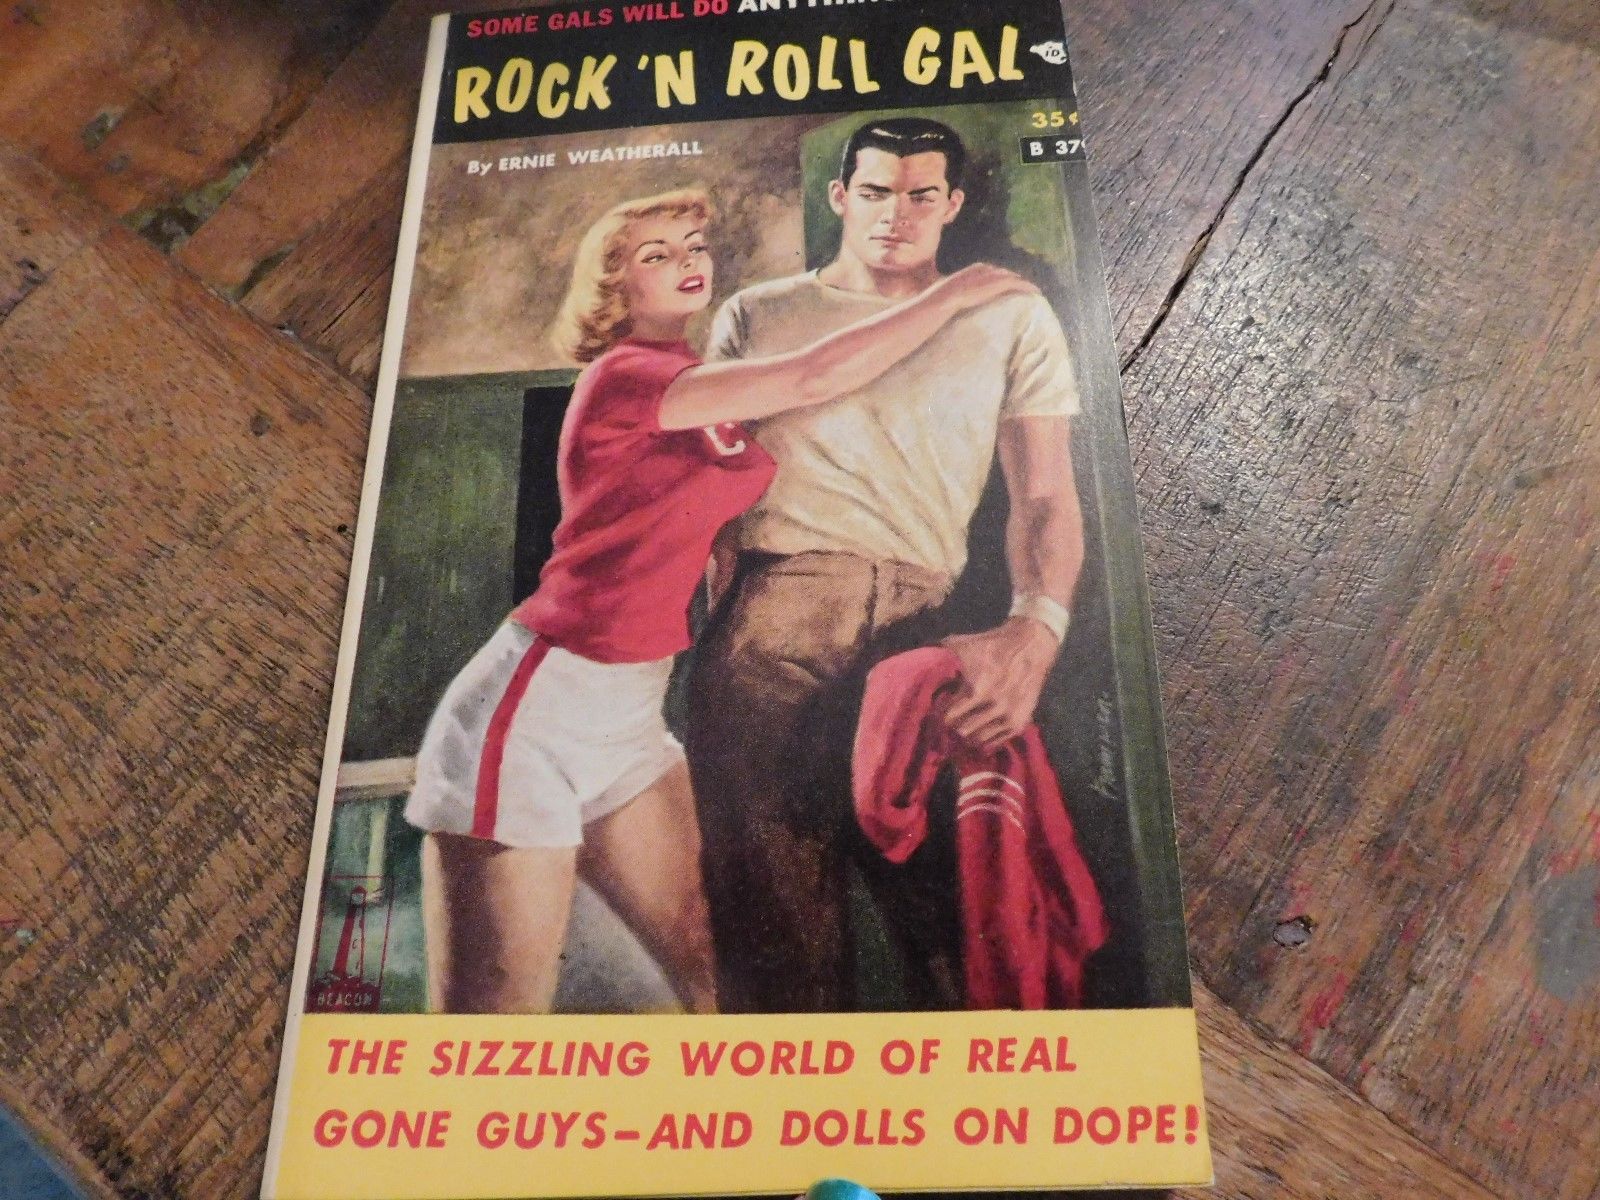 SOME GALS WILL DO
ROCK 'N ROLL GAL
35¢
B 37
By ERNIE WEATHERALL
C
C
BEACON
THE SIZZLING WORLD OF REAL
GONE GUYS—AND DOLLS ON DOPE!